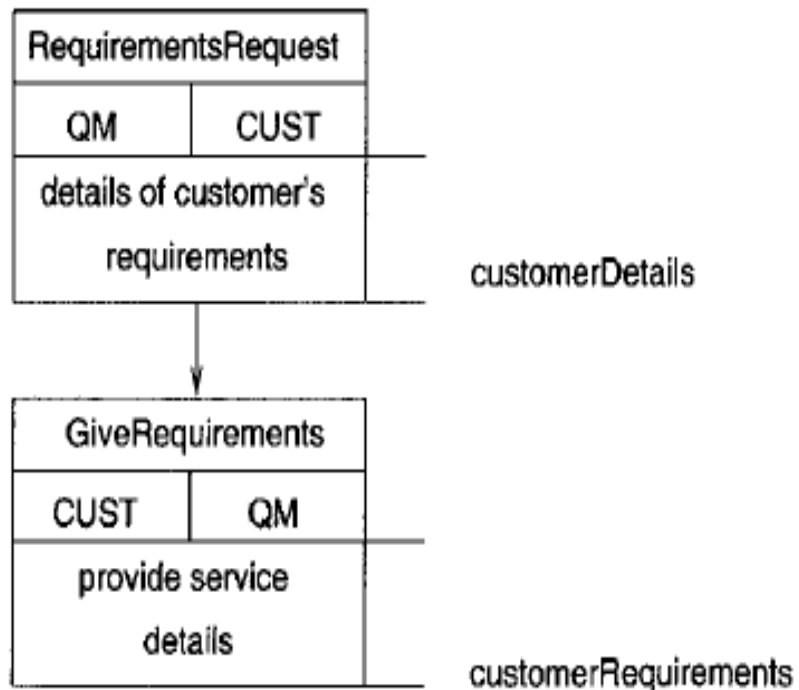 RequirementsRequest
QM CUST
details of customer's
requirements
customerDetails
GiveRequirements
CUST QM
provide service
details
customerRequirements